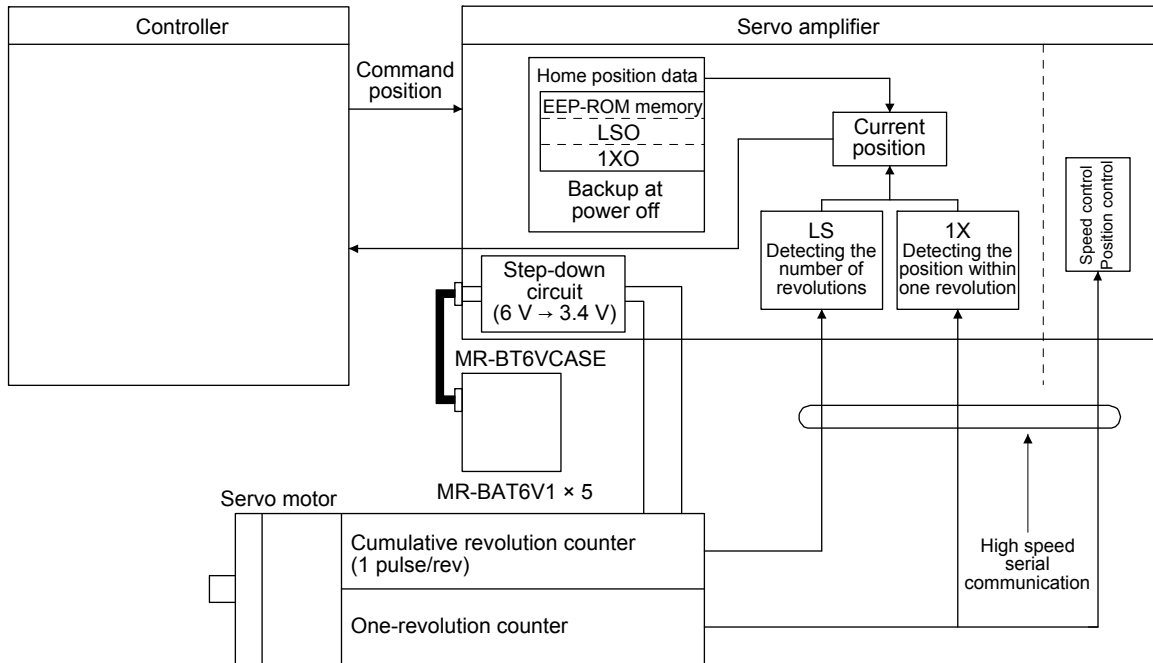 Controller
Servo amplifier
Command
position
Home position data
EEP-ROM memory
LSO
1XO
Backup at
power off
Current
position
LS
Detecting the
number of
revolutions
1X
Detecting the
position within
one revolution
Speed control
Position control
Step-down
circuit
(6 V → 3.4 V)
MR-BT6VCASE
MR-BAT6V1 × 5
Servo motor
Cumulative revolution counter
(1 pulse/rev)
One-revolution counter
High speed
serial
communication